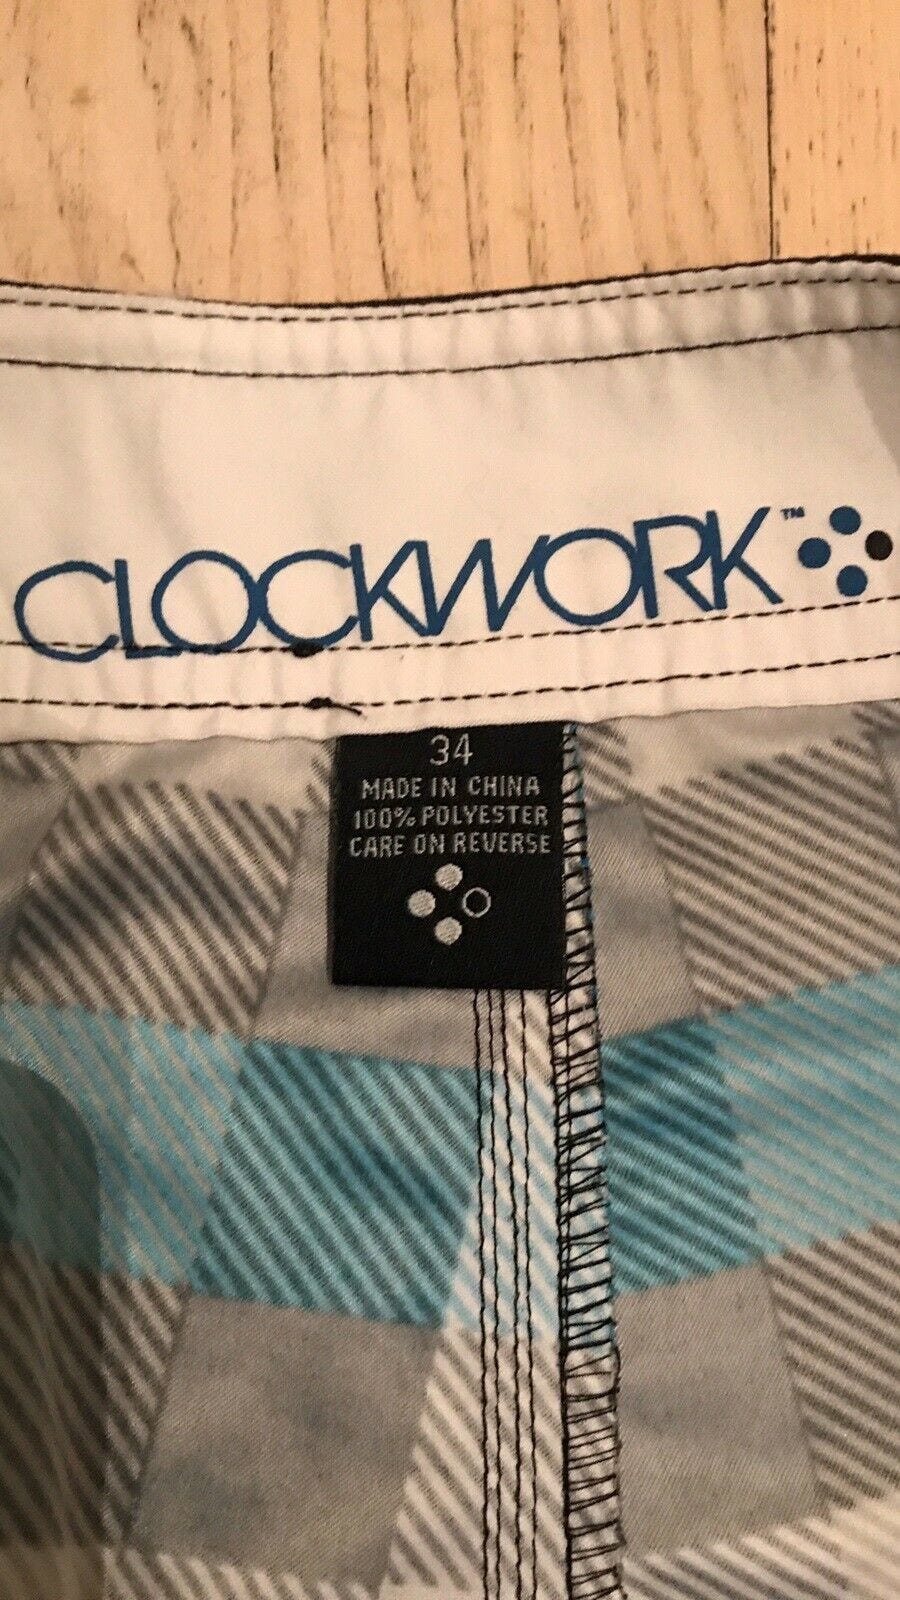 CLOCKWORK™
34
MADE IN CHINA
100% POLYESTER
CARE ON REVERSE